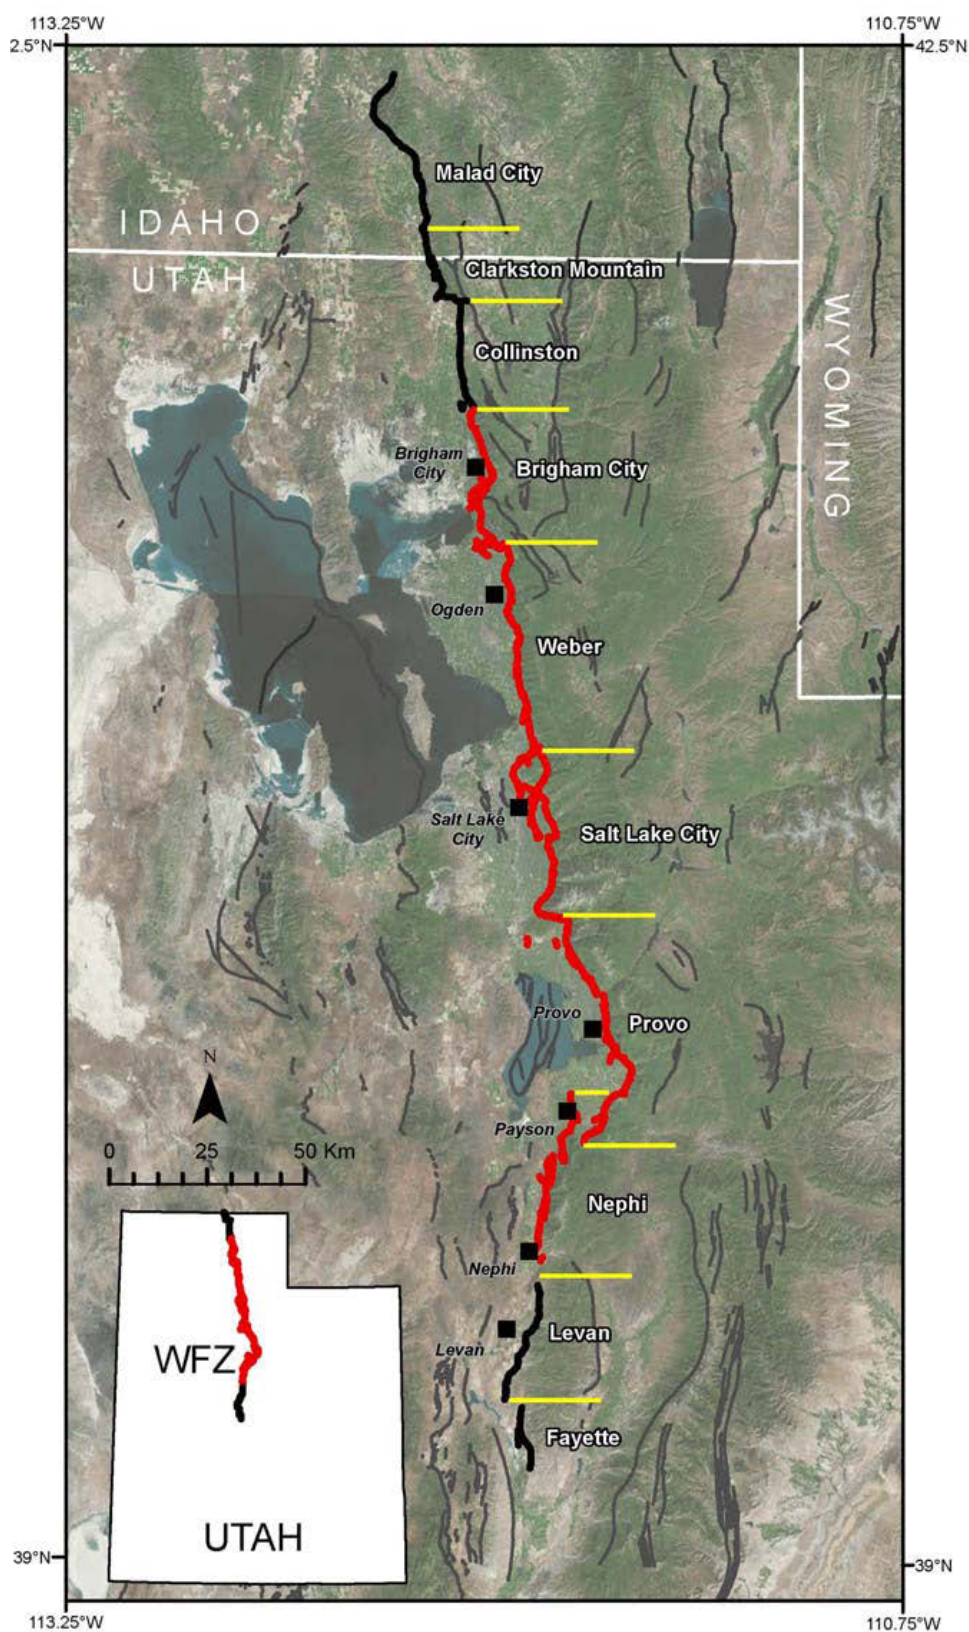 113.25°W
110.75°W
2.5°N
42.5°N
Malad City
IDAHO
UTAH
Clarkston Mountain
Collinston
WYOMING
Brigham
City
Brigham City
Ogden
Weber
Salt Lake
City
Salt Lake City
Provo
Provo
N
Payson
0 25 50 Km
Nephi
Nephi
Levan
Levan
WFZ
Fayette
UTAH
39°N
39°N
113.25°W
110.75°W